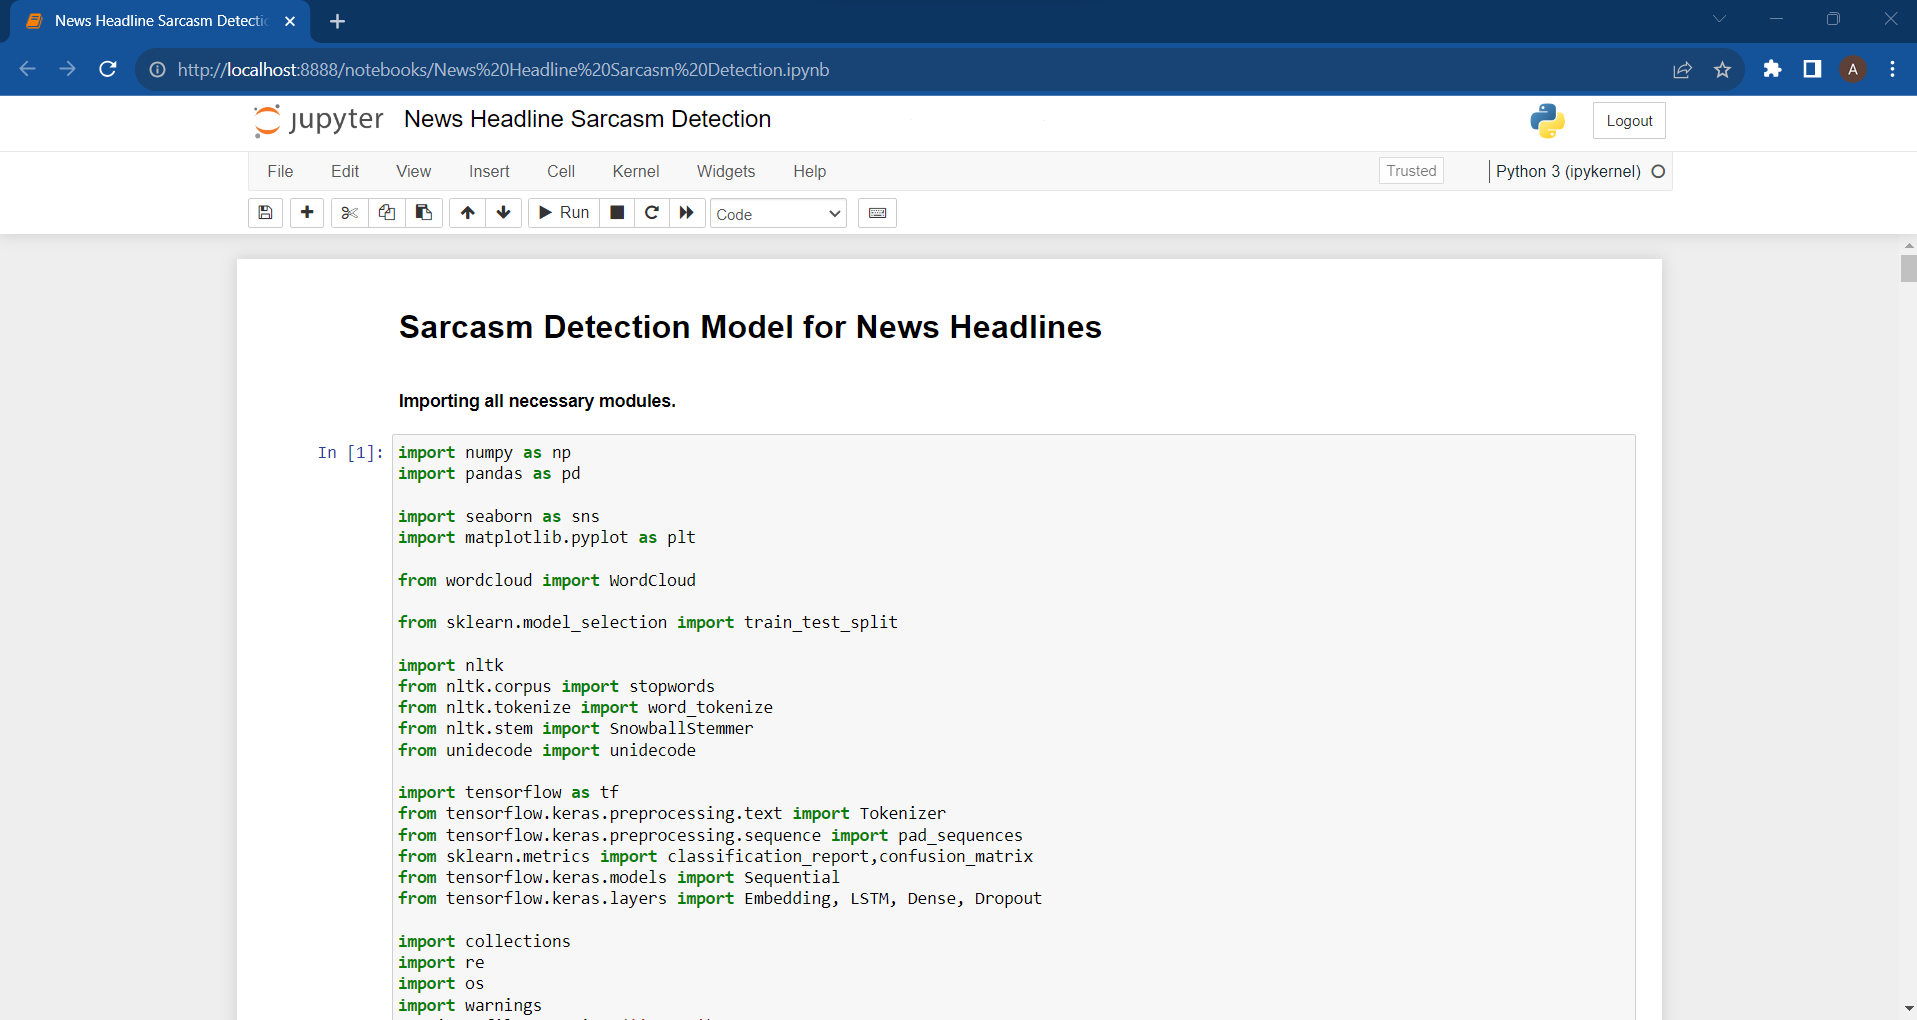 News Headline Sarcasm Detectio
http://localhost:8888/notebooks/News%20Headline%20Sarcasm%20Detection.ipynb
A
jupyter News Headline Sarcasm Detection
Logout
File Edit View Insert Cell Kernel Widgets Help
Trusted
Python 3 (ipykernel)
Run
Code
Sarcasm Detection Model for News Headlines
Importing all necessary modules.
In [1]: import numpy as np
import pandas as pd
import seaborn as sns
import matplotlib.pyplot as plt
from wordcloud import WordCloud
from sklearn.model_selection import train_test_split
import nltk
from nltk.corpus import stopwords
from nltk.tokenize import word_tokenize
from nltk.stem import SnowballStemmer
from unidecode import unidecode
import tensorflow as tf
from tensorflow.keras.preprocessing.text import Tokenizer
from tensorflow.keras.preprocessing.sequence import pad_sequences
from sklearn.metrics import classification_report,confusion_matrix
from tensorflow.keras.models import Sequential
from tensorflow.keras.layers import Embedding, LSTM, Dense, Dropout
import collections
import re
import os
import warnings